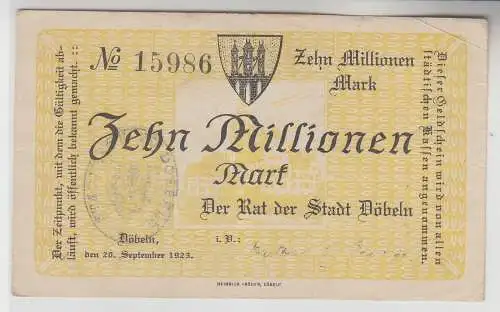 No 15986
Zehn Millionen
Mark
Zehn Millionen
Mark
Der Rat der Stadt Döbeln
Döbeln,
den 20. September 1923.
i. V.:
Der Zeitpunkt, mit dem die Gültigkeit ab-
läuft, wird öffentlich bekannt gemacht.
Dieser Geldschein wird von allen
städtischen Kassen angenommen.